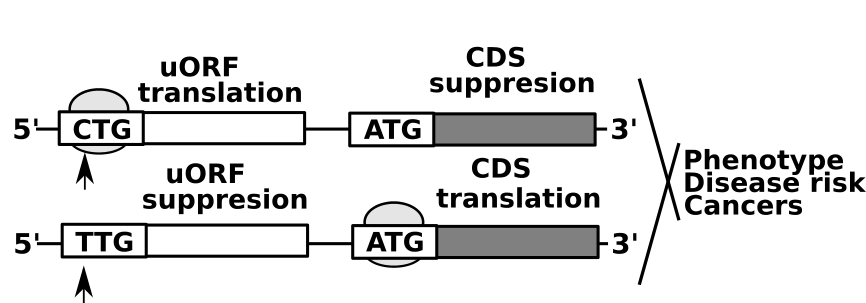 uORF
translation
CDS
suppresion
5'
CTG
ATG
3'
uORF
suppresion
CDS
translation
5'
TTG
ATG
3'
Phenotype
Disease risk
Cancers